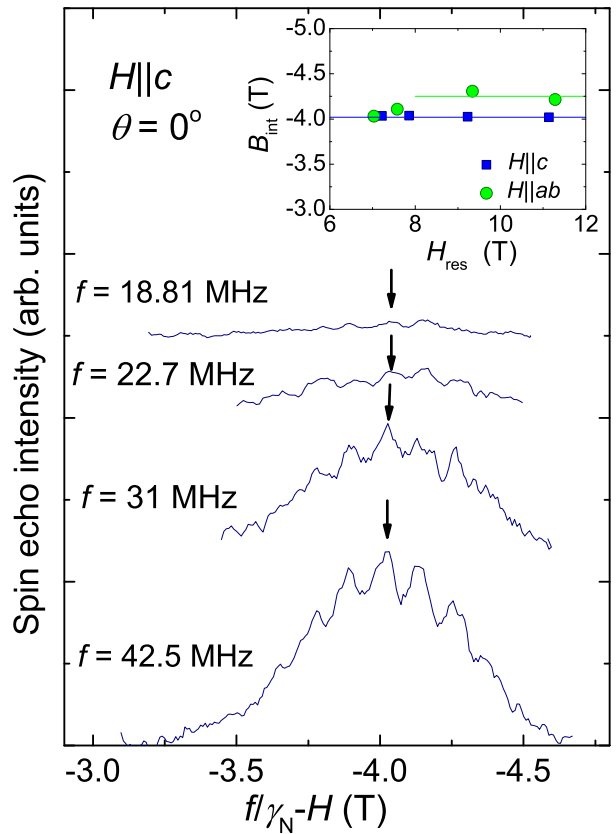 H||c
θ = 0°
-5.0
-4.5
-4.0
-3.5
-3.0
B_int (T)
H||c
H||ab
6 8 10 12
H_res (T)
Spin echo intensity (arb. units)
f = 18.81 MHz
f = 22.7 MHz
f = 31 MHz
f = 42.5 MHz
-3.0 -3.5 -4.0 -4.5
f/γ_N-H (T)